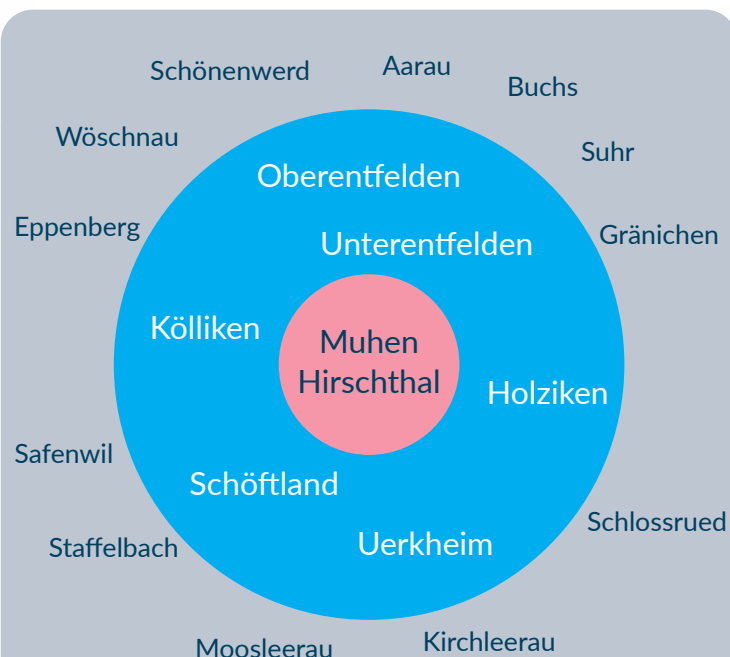 Schönenwerd
Aarau
Buchs
Wöschnau
Suhr
Oberentfelden
Eppenberg
Unterentfelden
Gränichen
Kölliken
Muhen
Hirschthal
Holziken
Safenwil
Schöftland
Schlossrued
Staffelbach
Uerkheim
Moosleerau
Kirchleerau